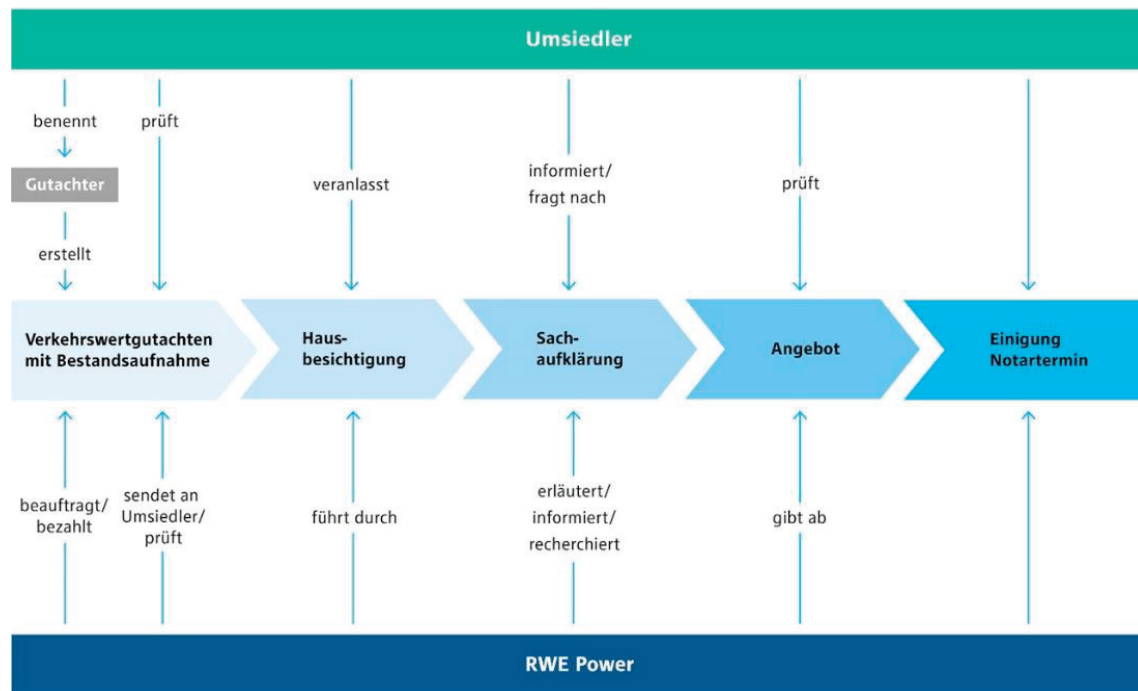 Umsiedler
benennt
prüft
Gutachter
veranlasst
informiert/
fragt nach
prüft
erstellt
Verkehrswertgutachten
mit Bestandsaufnahme
Haus-
besichtigung
Sach-
aufklärung
Angebot
Einigung
Notartermin
beauftragt/
bezahlt
sendet an
Umsiedler/
prüft
führt durch
erläutert/
informiert/
recherchiert
gibt ab
RWE Power